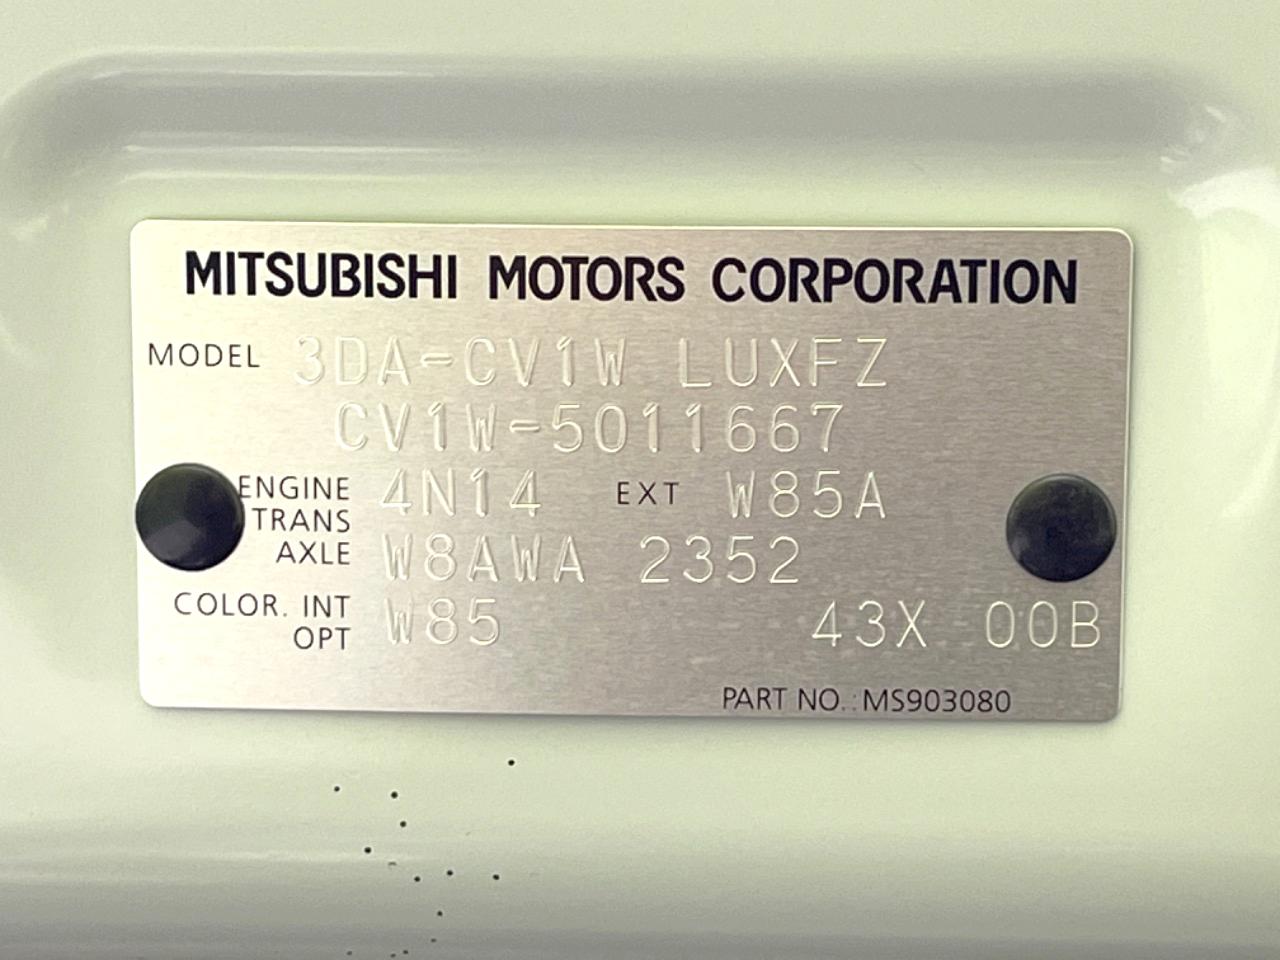 MITSUBISHI MOTORS CORPORATION
MODEL 3DA-CV1W LUXFZ
CV1W-5011667
ENGINE 4N14 EXT W85A
TRANS
AXLE W8AWA 2352
COLOR. INT W85 43X 00B
OPT
PART NO.: MS903080